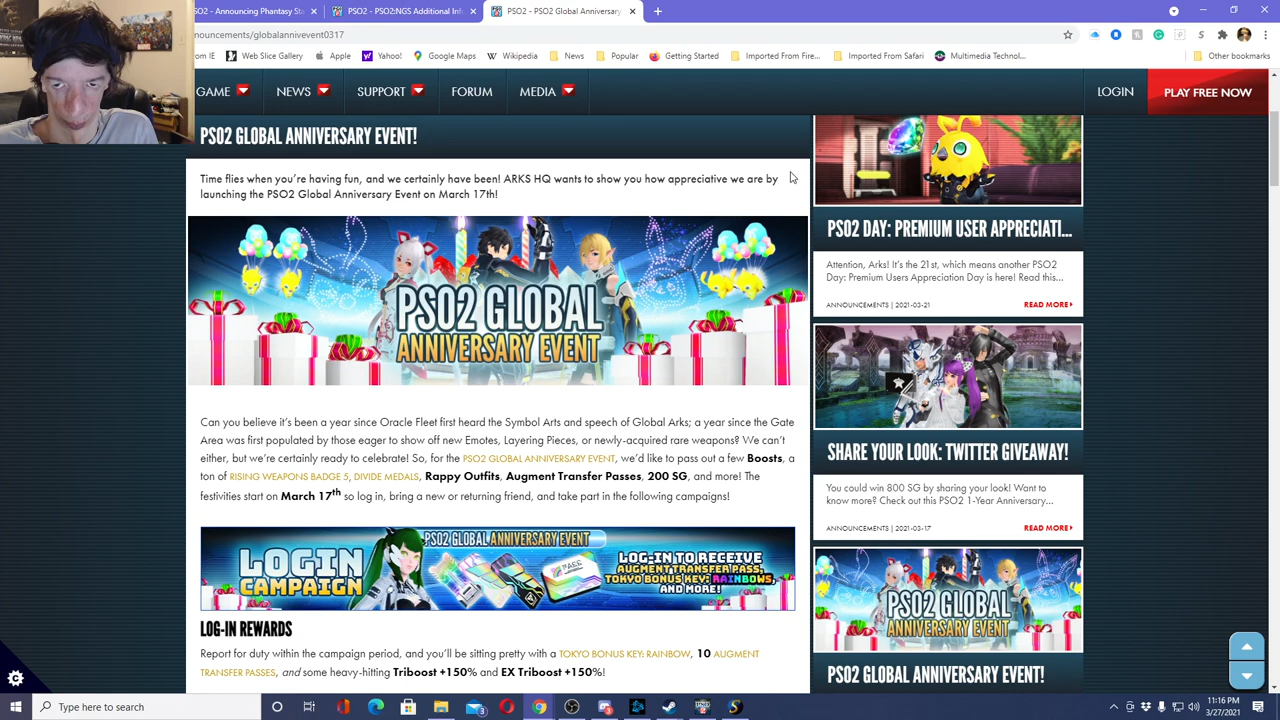 SO2 - Phantasy Sta
PSO2 - PSO2 Additional Inf
PSO2 - PSO2 Global Anniversary
nouncements/globalannivevent0317
om IE
Web Slice Gallery
Apple
Yahoo!
Google Maps
Wikipedia
News
Popular
Getting Started
Imported From Fire...
Imported From Safari
Multimedia Technol...
Other bookmarks
GAME
NEWS
SUPPORT
FORUM
MEDIA
LOGIN
PLAY FREE NOW
PSO2 GLOBAL ANNIVERSARY EVENT!
Time flies when you're having fun, and we certainly have been! ARKS HQ wants to show you how appreciative we are by
launching the PSO2 Global Anniversary Event on March 17th!
PSO2 GLOBAL
ANNIVERSARY EVENT
Can you believe it's been a year since Oracle Fleet first heard the Symbol Arts and speech of Global Arks; a year since the Gate
Area was first populated by those eager to show off new Emotes, Layering Pieces, or newly-acquired rare weapons? We can't
either, but we're certainly ready to celebrate! So, for the PSO2 GLOBAL ANNIVERSARY EVENT, we'd like to pass out a few Boosts, a
ton of RISING WEAPONS BADGE 5, DIVIDE MEDALS, Rappy Outfits, Augment Transfer Passes, 200 SG, and more! The
festivities start on March 17th so log in, bring a new or returning friend, and take part in the following campaigns!
LOGIN
CAMPAIGN
PSO2 GLOBAL ANNIVERSARY EVENT
PASS
LOG-IN TO RECEIVE
AUGMENT TRANSFER PASS,
TOKYO BONUS KEY: RAINBOWS,
AND MORE!
LOG-IN REWARDS
Report for duty within the campaign period, and you'll be sitting pretty with a TOKYO BONUS KEY: RAINBOW, 10 AUGMENT
TRANSFER PASSES, and some heavy-hitting Triboost +150% and EX Triboost +150%!
PSO2 DAY: PREMIUM USER APPRECIATI...
Attention, Arks! It's the 21st, which means another PSO2
Day: Premium Users Appreciation Day is here! Read this...
ANNOUNCEMENTS | 2021-03-21
READ MORE
SHARE YOUR LOOK: TWITTER GIVEAWAY!
You could win 800 SG by sharing your look! Want to
know more? Check out this PSO2 1-Year Anniversary...
ANNOUNCEMENTS | 2021-03-17
READ MORE
PSO2 GLOBAL
ANNIVERSARY EVENT
PSO2 GLOBAL ANNIVERSARY EVENT!
Type here to search
11:16 PM
3/27/2021